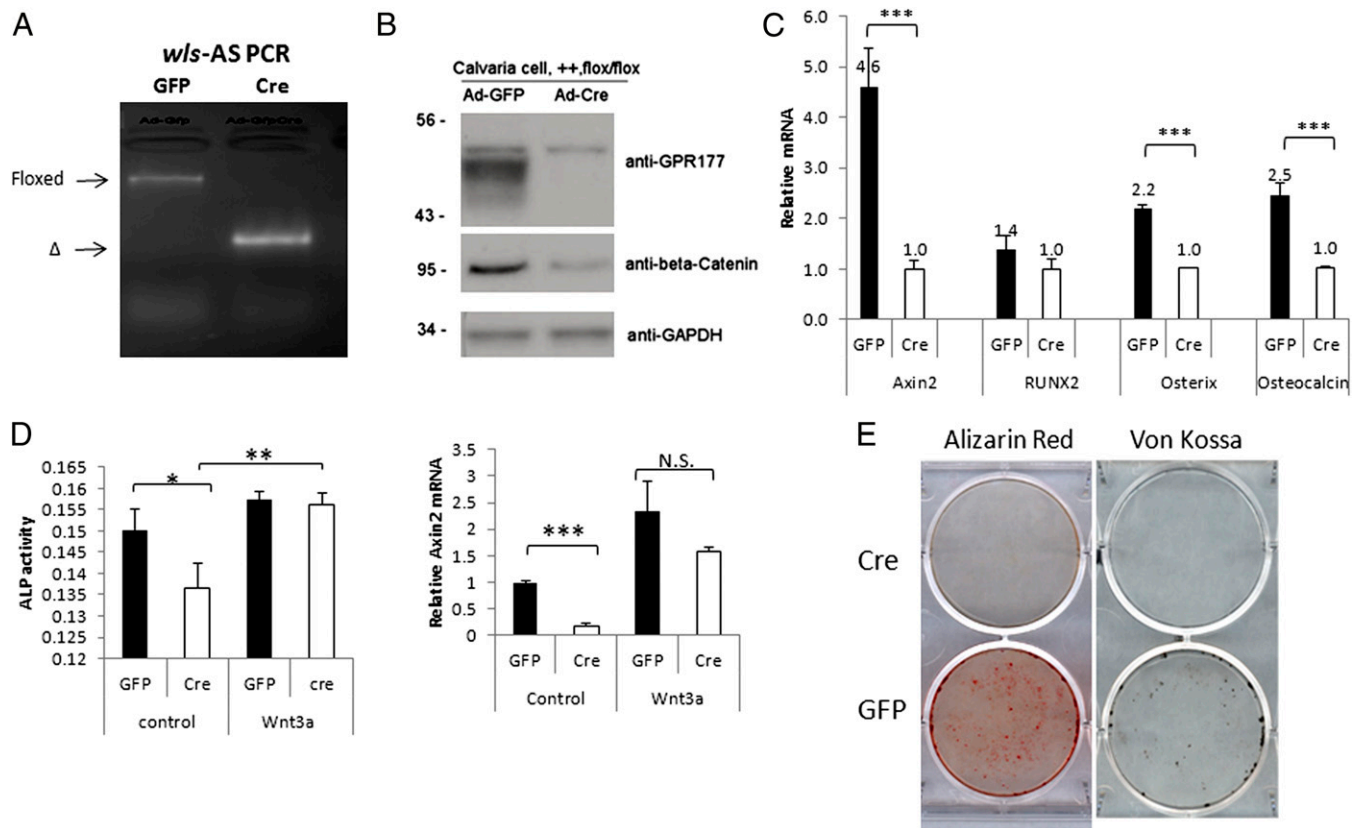 A
wls-AS PCR
GFP Cre
Ad-Gfp Ad-GfpCre
Floxed
Δ
B
Calvaria cell, ++,flox/flox
Ad-GFP Ad-Cre
56 -
anti-GPR177
43 -
95 -
anti-beta-Catenin
34 -
anti-GAPDH
C
Relative mRNA
6.0
5.0
4.0
3.0
2.0
1.0
0.0
***
4.6
1.0
1.4
1.0
***
2.2
1.0
***
2.5
1.0
GFP Cre GFP Cre GFP Cre GFP Cre
Axin2 RUNX2 Osterix Osteocalcin
D
ALP activity
0.165
0.16
0.155
0.15
0.145
0.14
0.135
0.13
0.125
0.12
*
**
GFP Cre GFP cre
control Wnt3a
Relative Axin2 mRNA
3.5
3
2.5
2
1.5
1
0.5
0
***
N.S.
GFP Cre GFP Cre
Control Wnt3a
E
Alizarin Red Von Kossa
Cre
GFP